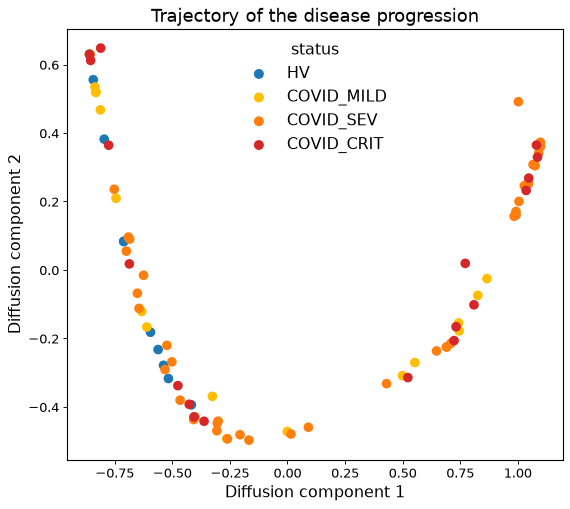 Trajectory of the disease progression
status
HV
COVID_MILD
COVID_SEV
COVID_CRIT
Diffusion component 2
0.6
0.4
0.2
0.0
−0.2
−0.4
−0.75
−0.50
−0.25
0.00
0.25
0.50
0.75
1.00
Diffusion component 1